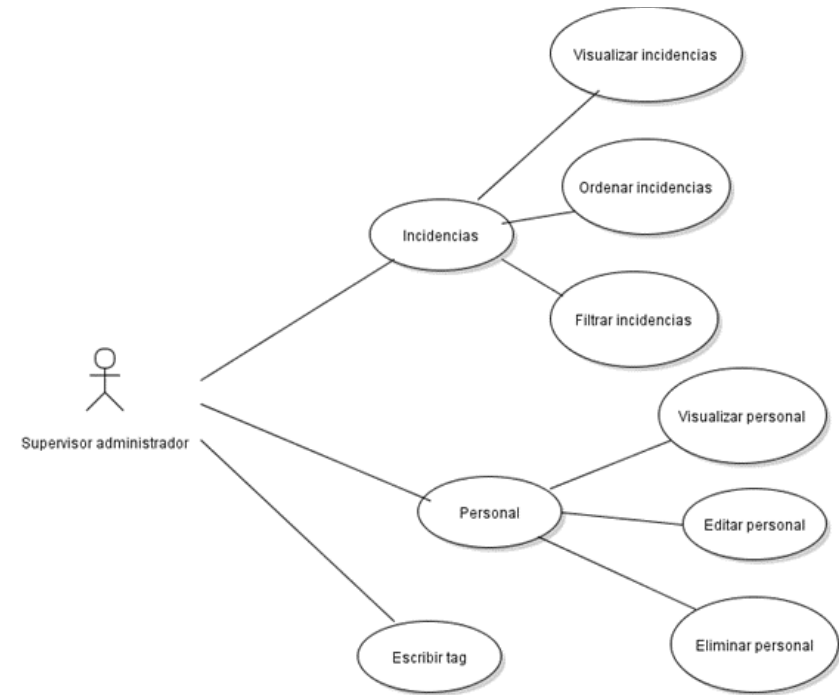 Visualizar incidencias
Ordenar incidencias
Incidencias
Filtrar incidencias
Visualizar personal
Supervisor administrador
Personal
Editar personal
Eliminar personal
Escribir tag